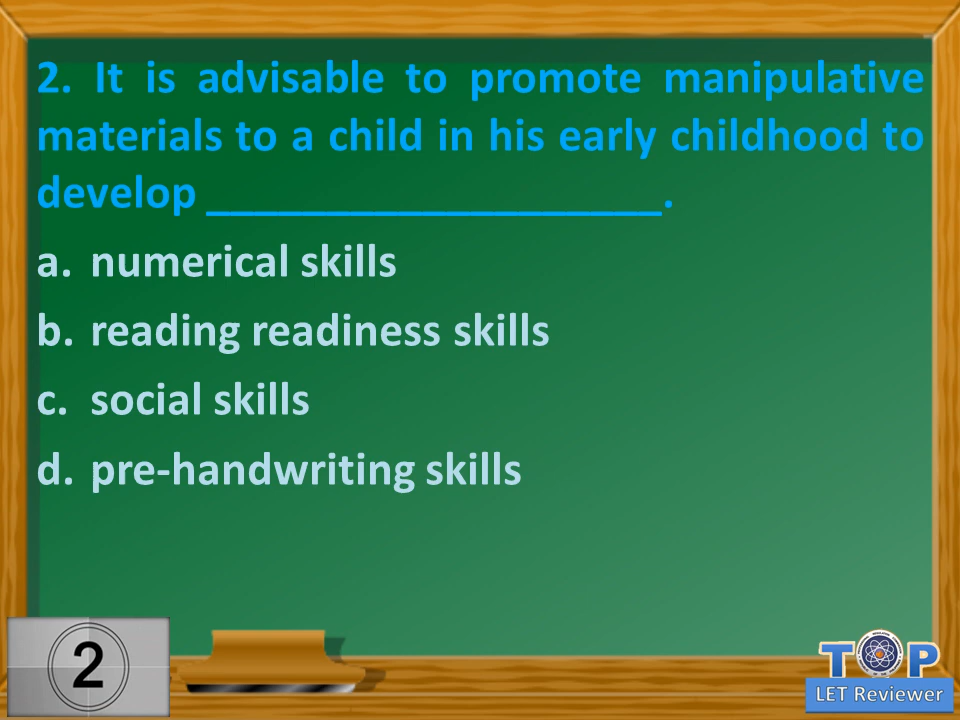 2. It is advisable to promote manipulative
materials to a child in his early childhood to
develop ___________________.
a. numerical skills
b. reading readiness skills
c. social skills
d. pre-handwriting skills
2
TOP
LET Reviewer